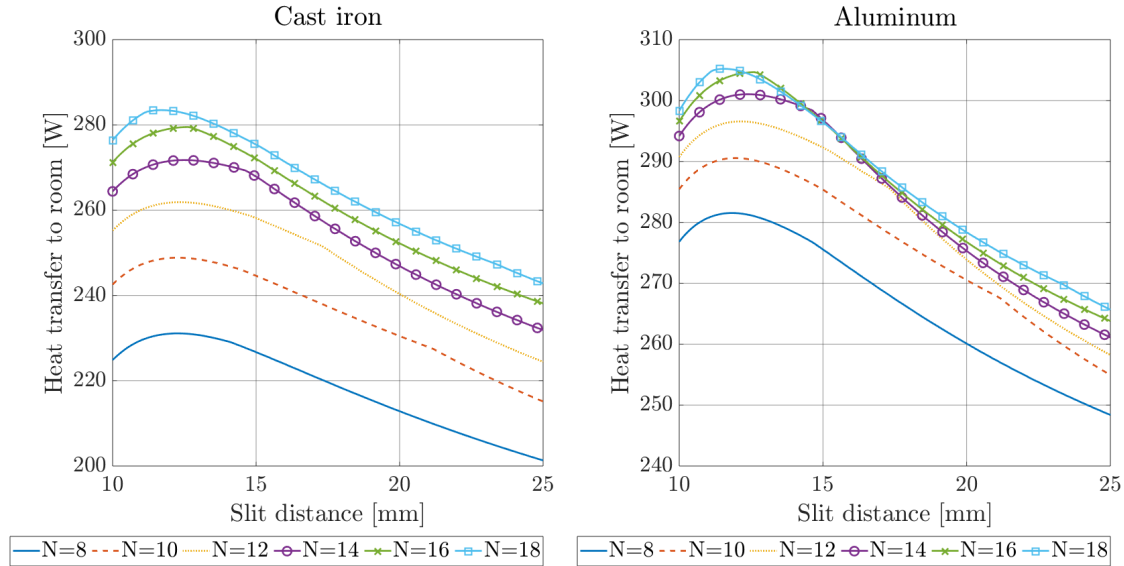 Cast iron
300
280
260
240
220
200
Heat transfer to room [W]
10 15 20 25
Slit distance [mm]
N=8 N=10 N=12 N=14 N=16 N=18
Aluminum
310
300
290
280
270
260
250
240
Heat transfer to room [W]
10 15 20 25
Slit distance [mm]
N=8 N=10 N=12 N=14 N=16 N=18